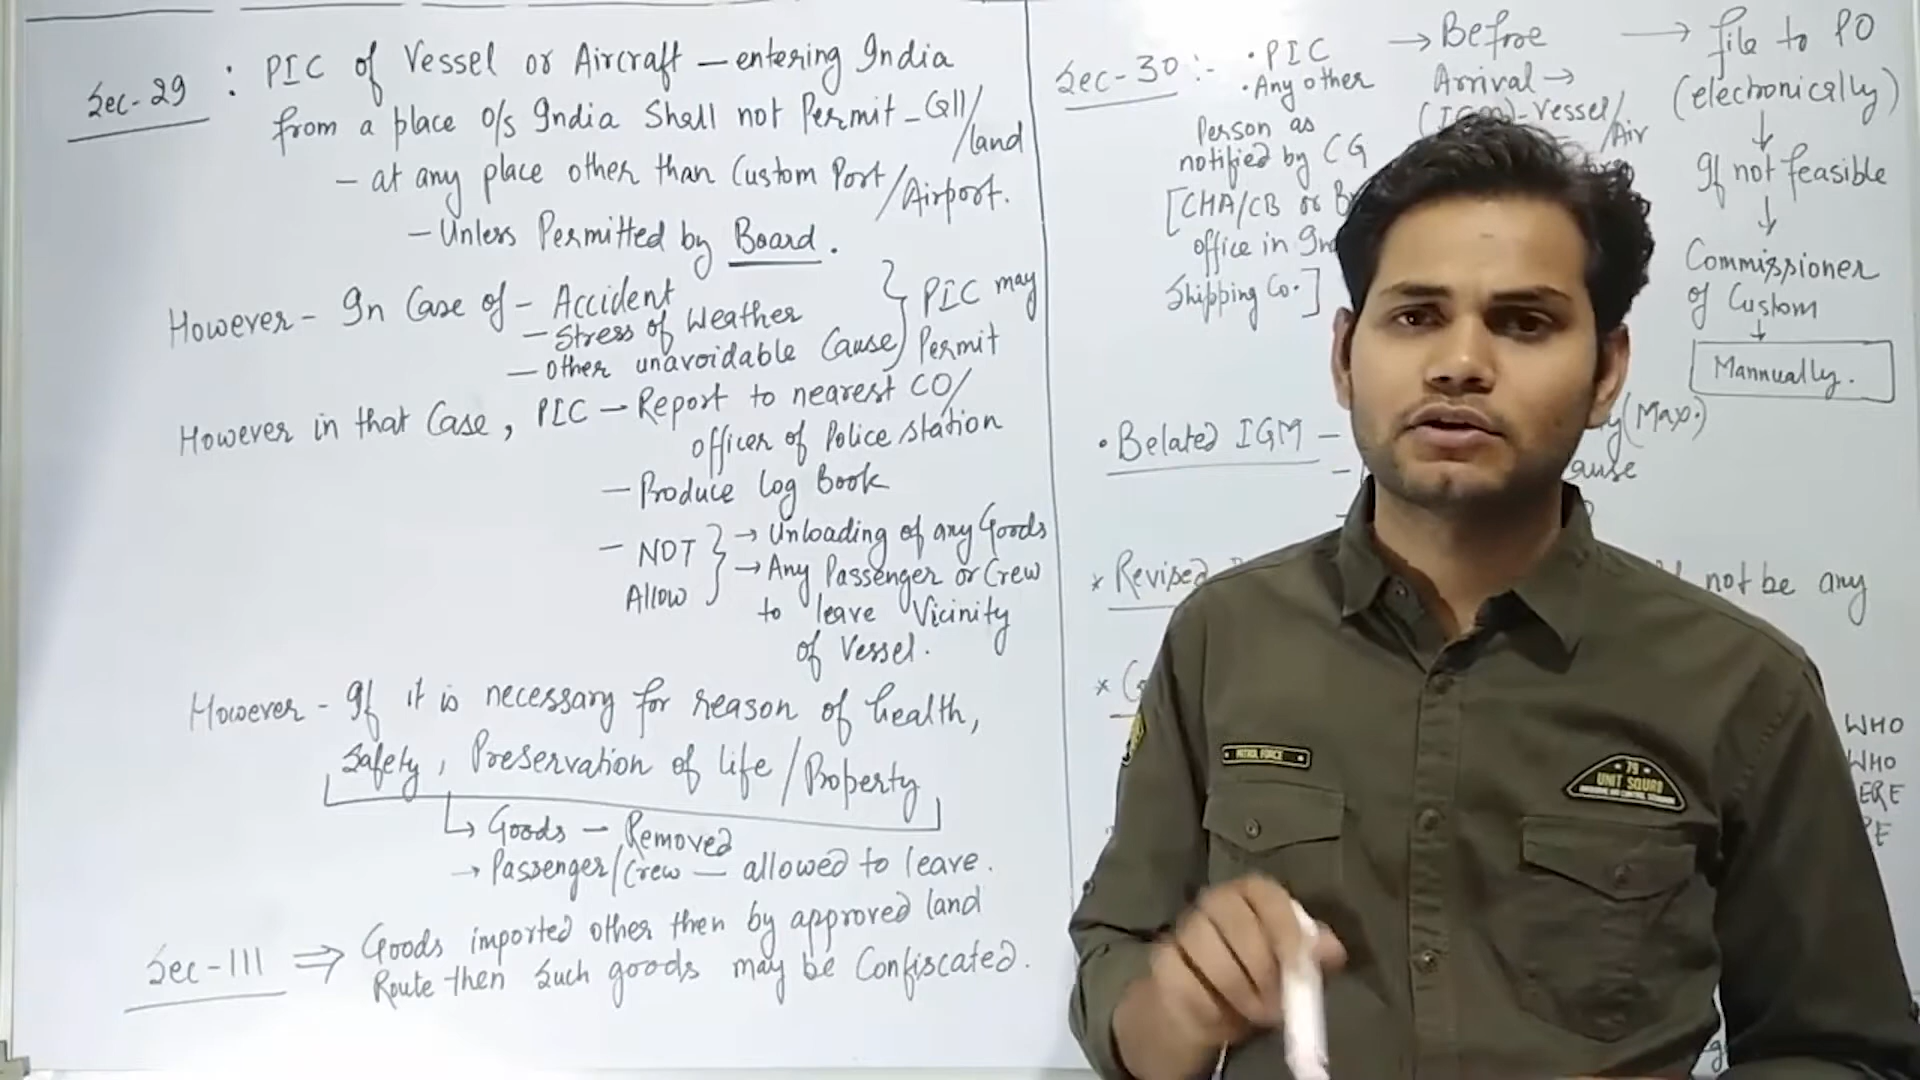 Sec-29 : PIC of Vessel or Aircraft – entering India
from a place o/s India Shall not Permit – Call/land
– at any place other than Custom Port/Airport.
– Unless Permitted by Board.
However – In Case of – Accident
– Stress of Weather
– other unavoidable Cause } PIC may Permit
However in that Case, PIC – Report to nearest CO/
officer of Police station
– Produce log Book
– NOT Allow } → Unloading of any Goods
→ Any Passenger or Crew
to leave Vicinity
of Vessel.
However – If it is necessary for reason of health,
Safety, Preservation of life/Property
↳ Goods – Removed
→ Passenger/Crew – allowed to leave.
Sec-111 ⇒ Goods imported other then by approved land
Route then such goods may be Confiscated.
Sec-30 :- • PIC
• Any other
Person as
notified by CG
[CHA/CB or
office in
Shipping Co.]
→ Before
Arrival →
Vessel/
Air
→ file to PO
(electronically)
↓
If not feasible
↓
Commissioner
of Custom
↓
Mannually.
• Belated IGM –
(Max.)
* Revised
not be any
*
WHO
WHO
PATROL FORCE
79
UNIT SQUAD